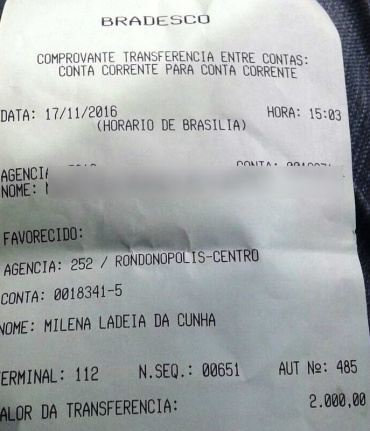 BRADESCO
COMPROVANTE TRANSFERENCIA ENTRE CONTAS:
CONTA CORRENTE PARA CONTA CORRENTE
DATA: 17/11/2016 HORA: 15:03
(HORARIO DE BRASILIA)
AGENCIA CONTA:
NOME:
FAVORECIDO:
AGENCIA: 252 / RONDONOPOLIS-CENTRO
CONTA: 0018341-5
NOME: MILENA LADEIA DA CUNHA
ERMINAL: 112 N.SEQ.: 00651 AUT Nº: 485
ALOR DA TRANSFERENCIA: 2.000,00